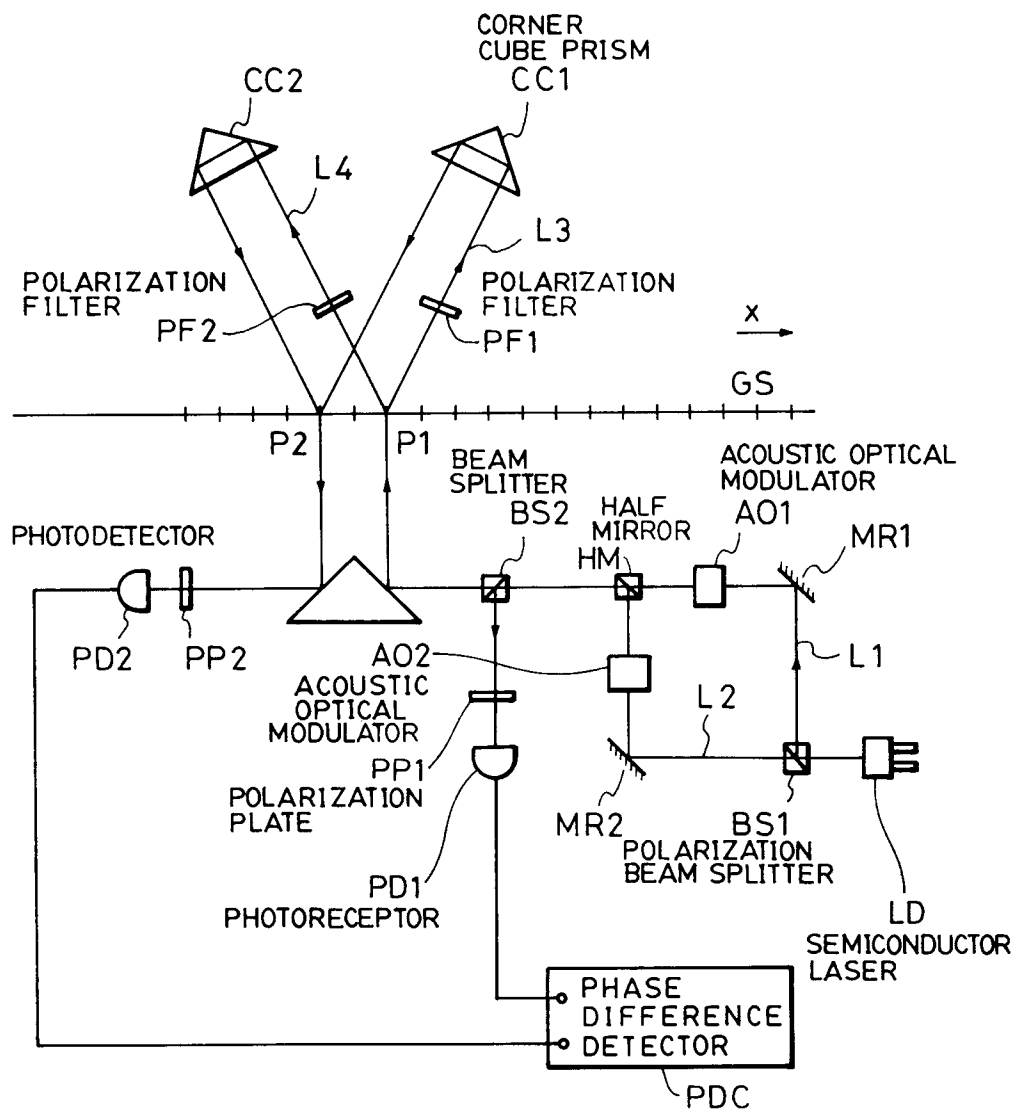 CORNER
CUBE PRISM
CC1
CC2
L4
L3
POLARIZATION
FILTER
PF2
POLARIZATION
FILTER
PF1
X
GS
P2
P1
BEAM
SPLITTER
BS2
ACOUSTIC OPTICAL
MODULATOR
AO1
HALF
MIRROR
HM
MR1
PHOTODETECTOR
PD2
PP2
AO2
ACOUSTIC
OPTICAL
MODULATOR
L1
L2
PP1
POLARIZATION
PLATE
MR2
BS1
POLARIZATION
BEAM SPLITTER
PD1
PHOTORECEPTOR
LD
SEMICONDUCTOR
LASER
PHASE
DIFFERENCE
DETECTOR
PDC